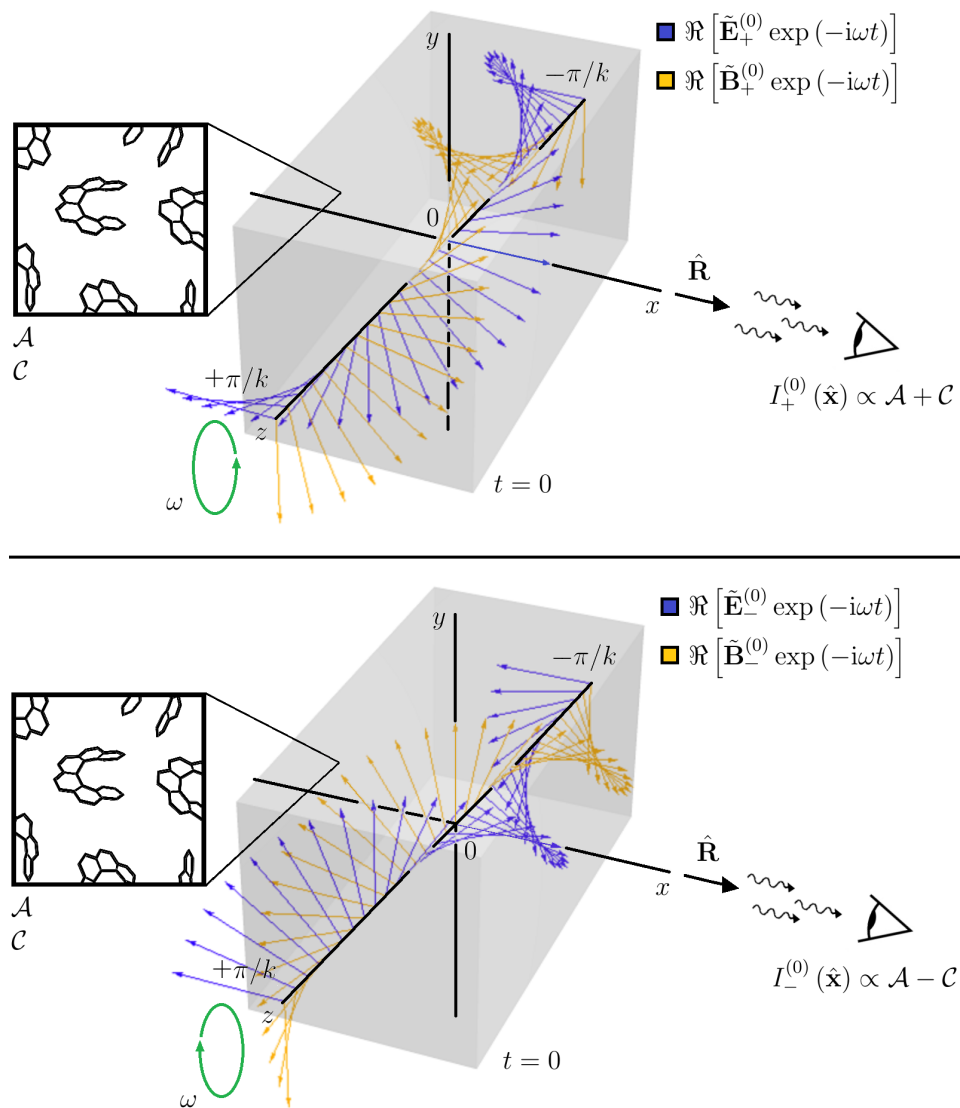 y
−π/k
ℜ [Ẽ₊⁽⁰⁾ exp (−iωt)]
ℜ [B̃₊⁽⁰⁾ exp (−iωt)]
0
R̂
x
𝒜
𝒞
+π/k
I₊⁽⁰⁾ (x̂) ∝ 𝒜 + 𝒞
z
ω
t = 0
y
−π/k
ℜ [Ẽ₋⁽⁰⁾ exp (−iωt)]
ℜ [B̃₋⁽⁰⁾ exp (−iωt)]
0
R̂
x
𝒜
𝒞
+π/k
I₋⁽⁰⁾ (x̂) ∝ 𝒜 − 𝒞
z
ω
t = 0